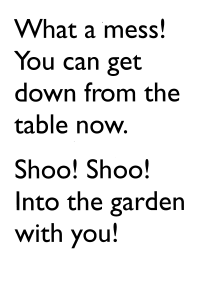 What a mess!
You can get
down from the
table now.
Shoo! Shoo!
Into the garden
with you!